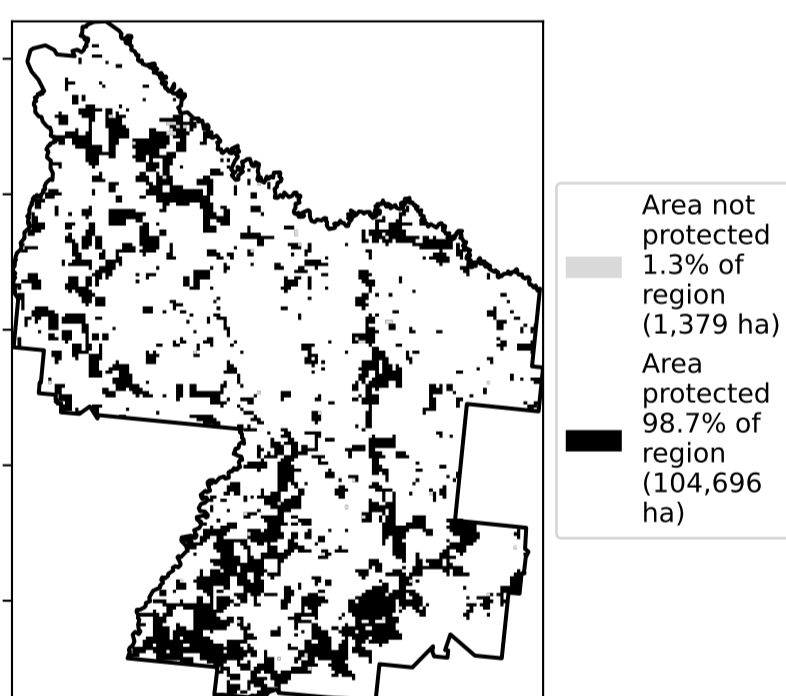 Area not
protected
1.3% of
region
(1,379 ha)
Area
protected
98.7% of
region
(104,696
ha)